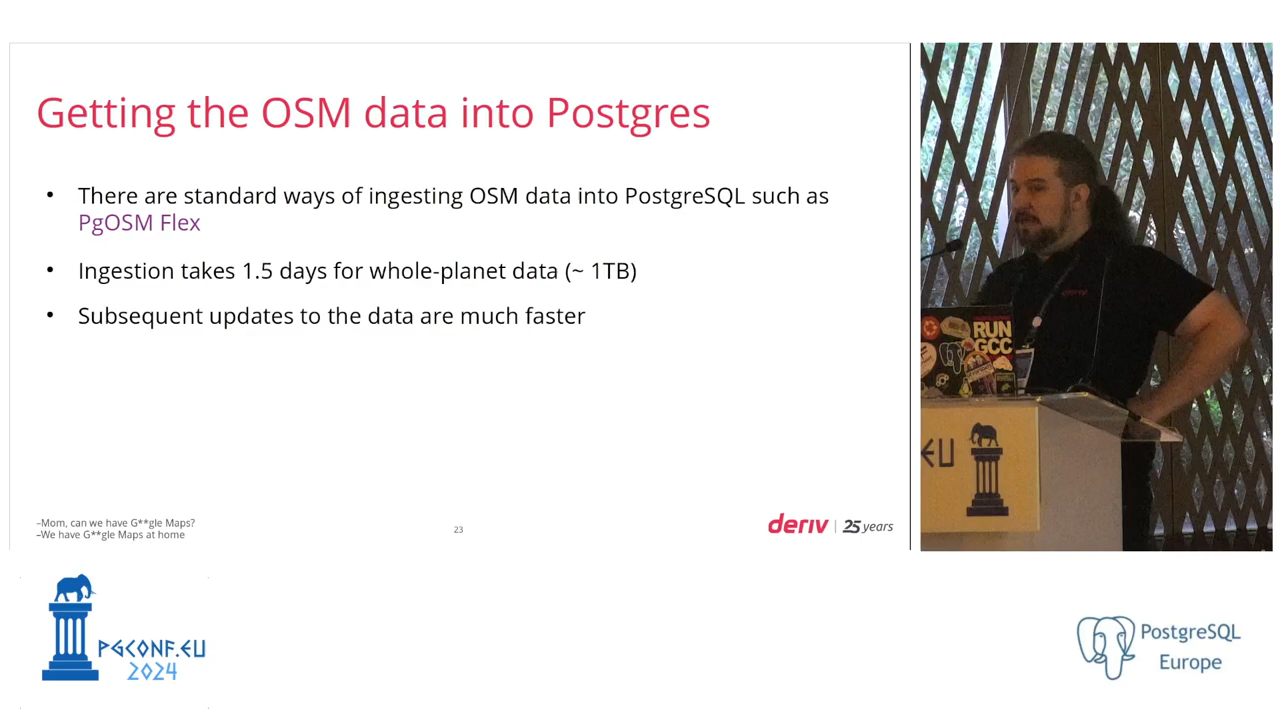 Getting the OSM data into Postgres
• There are standard ways of ingesting OSM data into PostgreSQL such as
PgOSM Flex
• Ingestion takes 1.5 days for whole-planet data (~ 1TB)
• Subsequent updates to the data are much faster
–Mom, can we have G**gle Maps?
–We have G**gle Maps at home
23
deriv | 25 years
RUN
GCC
.EU
PGCONF.EU
2024
PostgreSQL
Europe